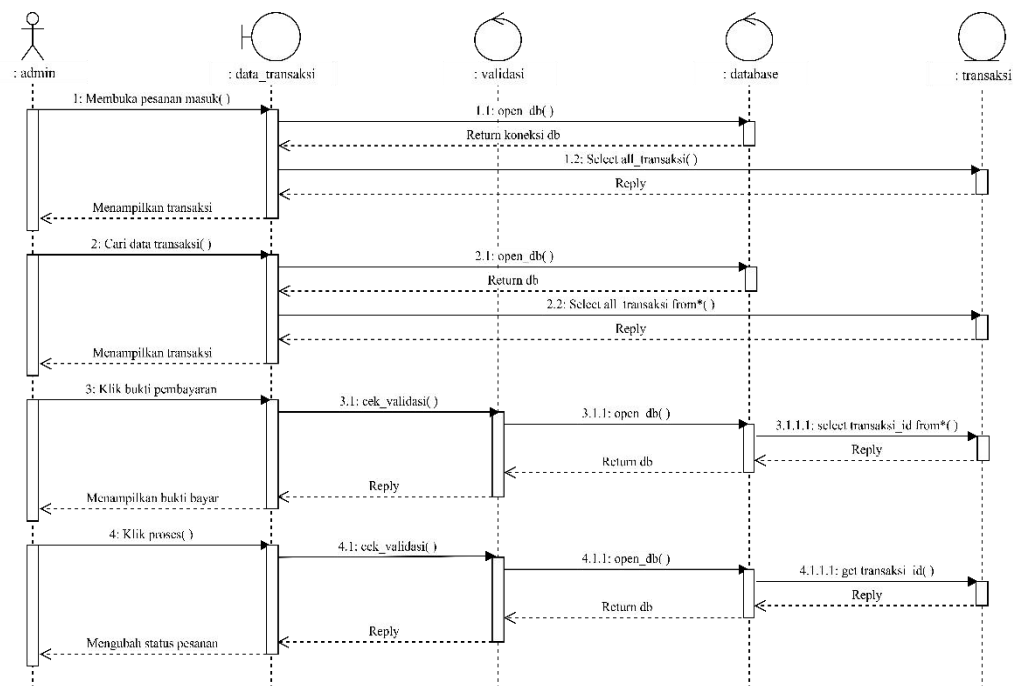 : admin
: data_transaksi
: validasi
: database
: transaksi
1: Membuka pesanan masuk( )
1.1: open_db( )
Return koneksi db
1.2: Select all_transaksi( )
Reply
Menampilkan transaksi
2: Cari data transaksi( )
2.1: open_db( )
Return db
2.2: Select all_transaksi from*( )
Reply
Menampilkan transaksi
3: Klik bukti pembayaran
3.1: cek_validasi( )
3.1.1: open_db( )
3.1.1.1: select transaksi_id from*( )
Reply
Return db
Reply
Menampilkan bukti bayar
4: Klik proses( )
4.1: cek_validasi( )
4.1.1: open_db( )
4.1.1.1: get transaksi_id( )
Reply
Return db
Reply
Mengubah status pesanan